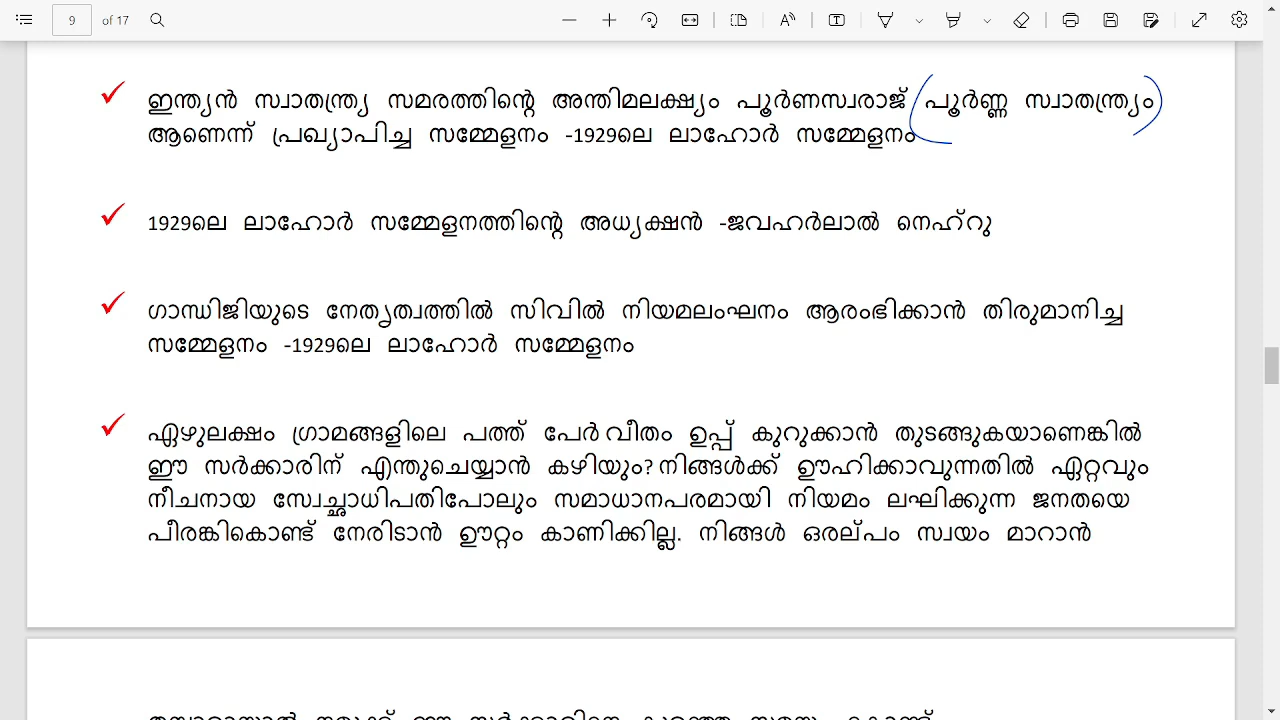 9 of 17
ഇന്ത്യൻ സ്വാതന്ത്ര്യ സമരത്തിന്റെ അന്തിമലക്ഷ്യം പൂർണസ്വരാജ് പൂർണ്ണ സ്വാതന്ത്ര്യം
ആണെന്ന് പ്രഖ്യാപിച്ച സമ്മേളനം -1929ലെ ലാഹോർ സമ്മേളനം
1929ലെ ലാഹോർ സമ്മേളനത്തിന്റെ അധ്യക്ഷൻ -ജവഹർലാൽ നെഹ്റു
ഗാന്ധിജിയുടെ നേതൃത്വത്തിൽ സിവിൽ നിയമലംഘനം ആരംഭിക്കാൻ തിരുമാനിച്ച
സമ്മേളനം -1929ലെ ലാഹോർ സമ്മേളനം
ഏഴുലക്ഷം ഗ്രാമങ്ങളിലെ പത്ത് പേർ വീതം ഉപ്പ് കുറുക്കാൻ തുടങ്ങുകയാണെങ്കിൽ
ഈ സർക്കാരിന് എന്തുചെയ്യാൻ കഴിയും? നിങ്ങൾക്ക് ഊഹിക്കാവുന്നതിൽ ഏറ്റവും
നീചനായ സ്വേച്ഛാധിപതിപോലും സമാധാനപരമായി നിയമം ലഘിക്കുന്ന ജനതയെ
പീരങ്കികൊണ്ട് നേരിടാൻ ഊറ്റം കാണിക്കില്ല. നിങ്ങൾ ഒരല്പം സ്വയം മാറാൻ